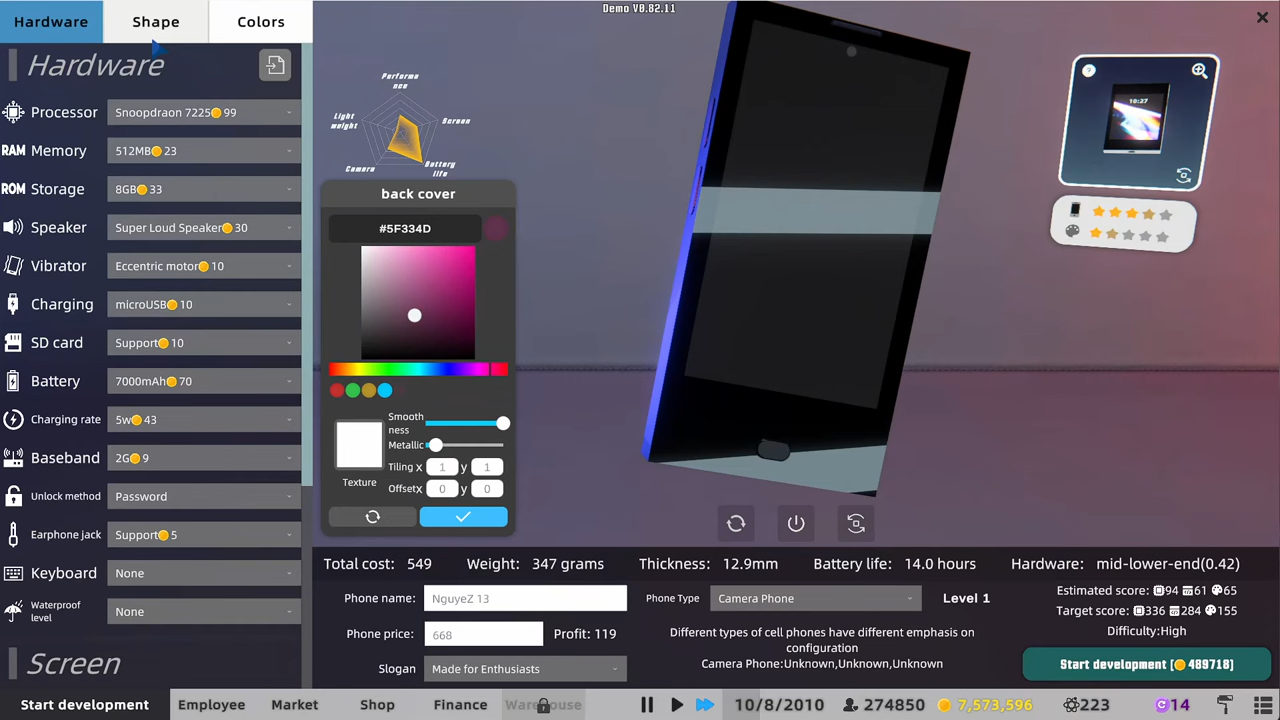 Hardware
Shape
Colors
Demo V0.82.11
Hardware
Processor
Snoopdraon 7225 99
RAM Memory
512MB 23
ROM Storage
8GB 33
Speaker
Super Loud Speaker 30
Vibrator
Eccentric motor 10
Charging
microUSB 10
SD card
Support 10
Battery
7000mAh 70
Charging rate
5w 43
Baseband
2G 9
Unlock method
Password
Earphone jack
Support 5
Keyboard
None
Waterproof
level
None
Screen
Performa
nce
Light
weight
Screen
Camera
Battery
life
back cover
#5F334D
Smooth
ness
Metallic
Tiling x 1 y 1
Offset x 0 y 0
Texture
10:27
Total cost: 549
Weight: 347 grams
Thickness: 12.9mm
Battery life: 14.0 hours
Hardware: mid-lower-end(0.42)
Phone name:
NguyeZ 13
Phone Type
Camera Phone
Level 1
Phone price:
668
Profit: 119
Slogan
Made for Enthusiasts
Different types of cell phones have different emphasis on
configuration
Camera Phone:Unknown,Unknown,Unknown
Estimated score: 94 61 65
Target score: 336 284 155
Difficulty:High
Start development [ 489718]
Start development
Employee
Market
Shop
Finance
Warehouse
10/8/2010
274850
7,573,596
223
14